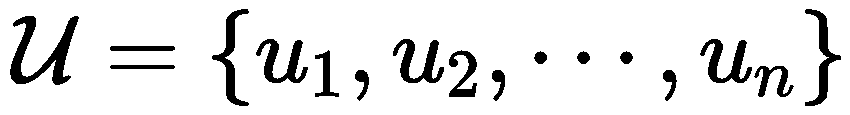 𝒰 = {u₁, u₂, ⋯ , uₙ}